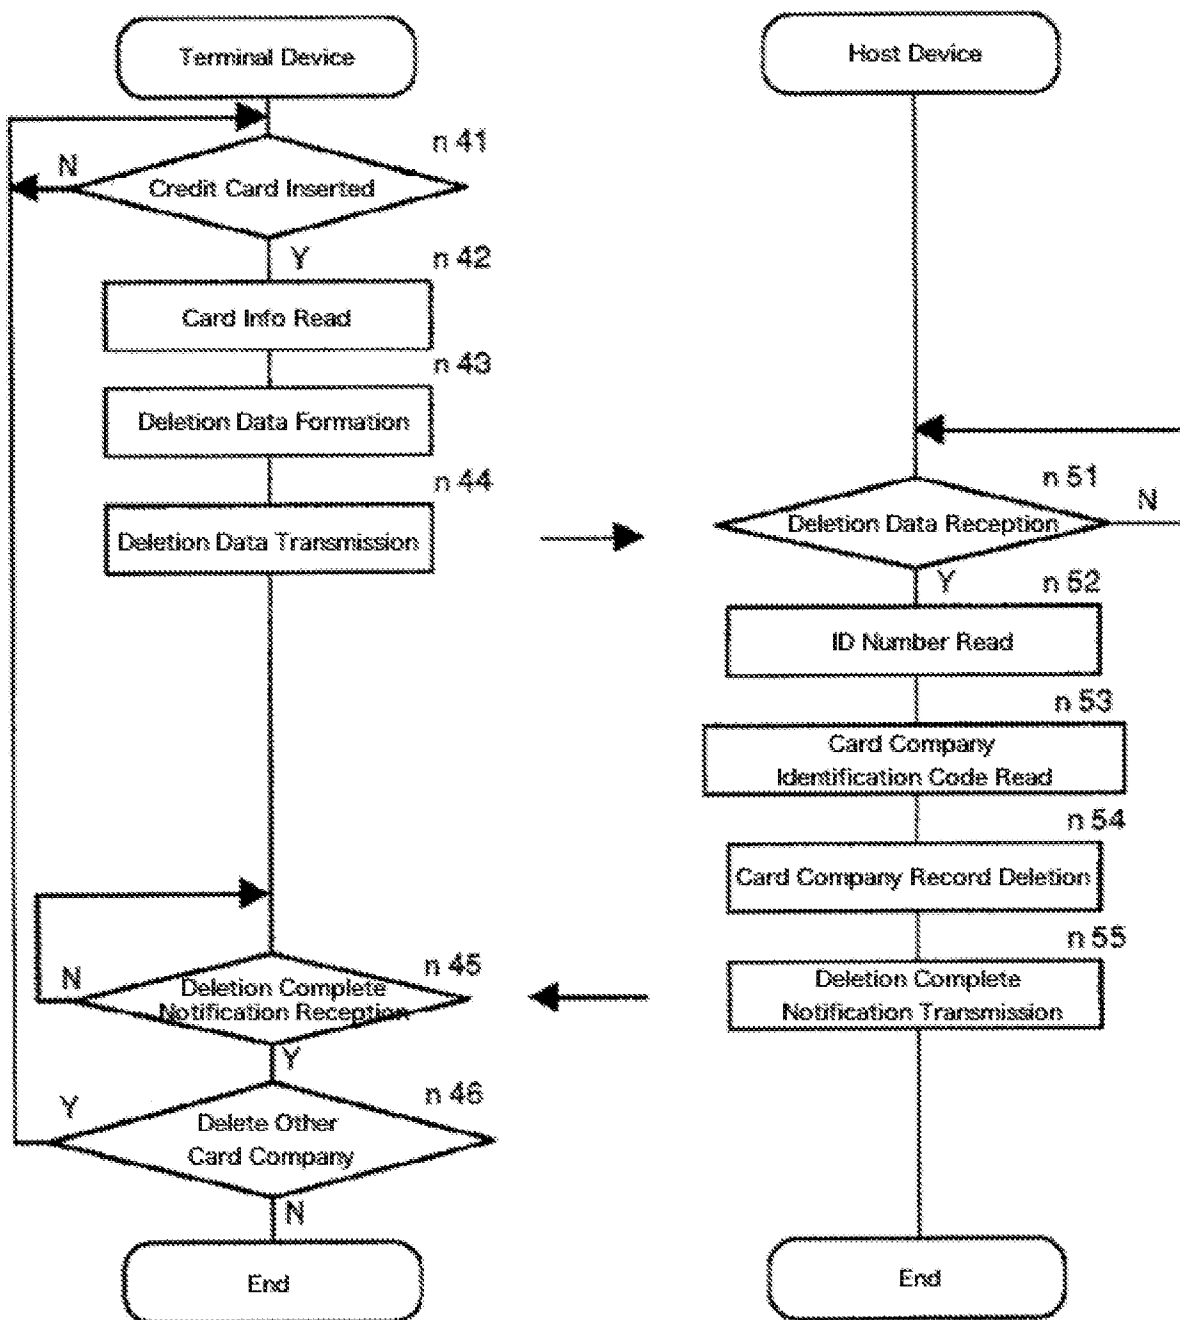 Terminal Device
n 41
N
Credit Card Inserted
Y
n 42
Card Info Read
n 43
Deletion Data Formation
n 44
Deletion Data Transmission
N
n 45
Deletion Complete
Notification Reception
Y
n 46
Y
Delete Other
Card Company
N
End
Host Device
n 51
N
Deletion Data Reception
Y
n 52
ID Number Read
n 53
Card Company
Identification Code Read
n 54
Card Company Record Deletion
n 55
Deletion Complete
Notification Transmission
End